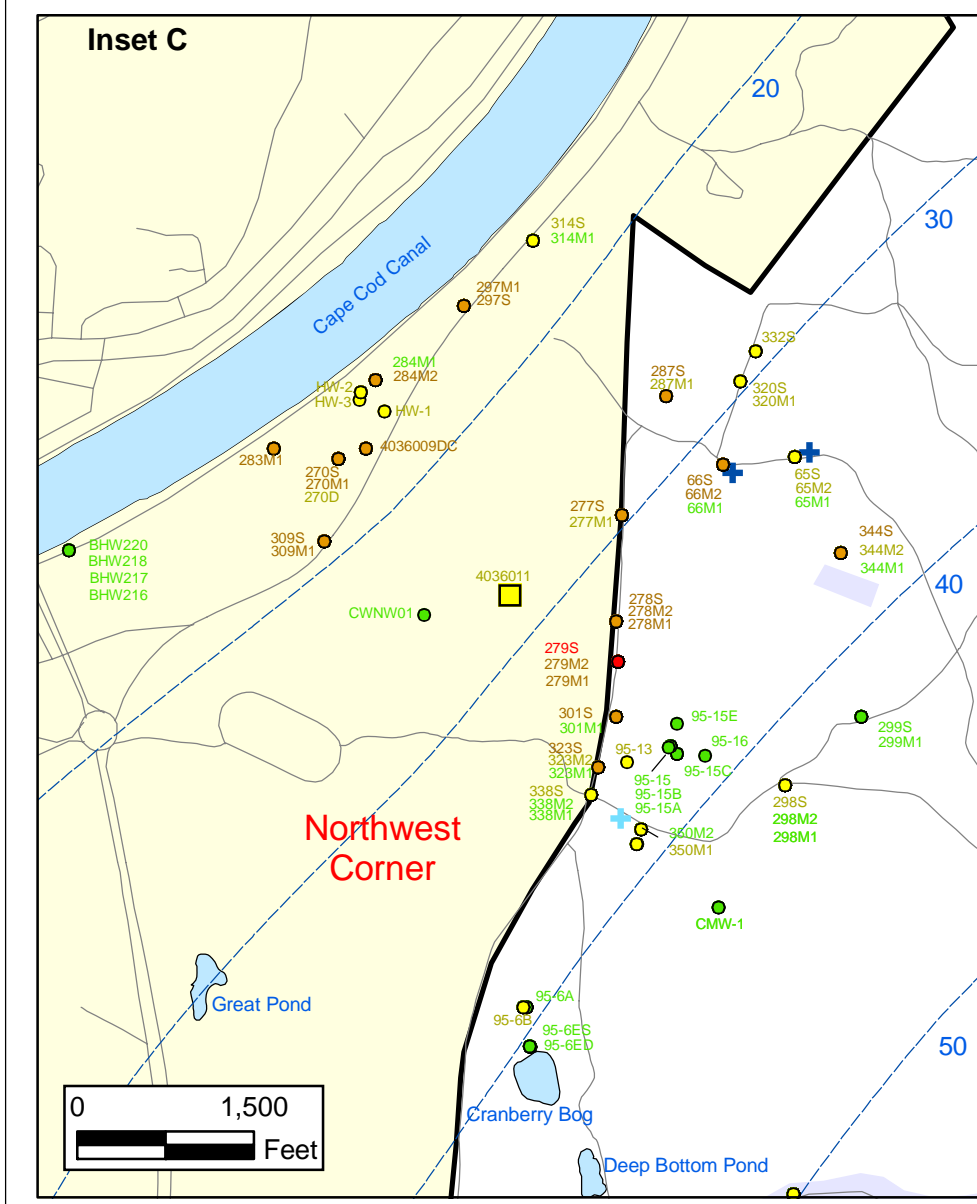 Inset C
20
30
314S
314M1
297M1
297S
Cape Cod Canal
332S
284M1
284M2
287S
287M1
320S
320M1
HW-2
HW-3
HW-1
4036009DC
283M1
270S
270M1
270D
66S
66M2
66M1
65S
65M2
65M1
277S
277M1
309S
309M1
344S
344M2
344M1
BHW220
BHW218
BHW217
BHW216
4036011
40
CWNW01
278S
278M2
278M1
279S
279M2
279M1
301S
301M1
95-15E
299S
299M1
323S
323M2
323M1
95-13
95-16
95-15C
95-15
95-15B
95-15A
338S
338M2
338M1
298S
298M2
298M1
Northwest
Corner
350M2
350M1
CMW-1
Great Pond
95-6A
95-6B
95-6ES
95-6ED
50
0 1,500
Feet
Cranberry Bog
Deep Bottom Pond